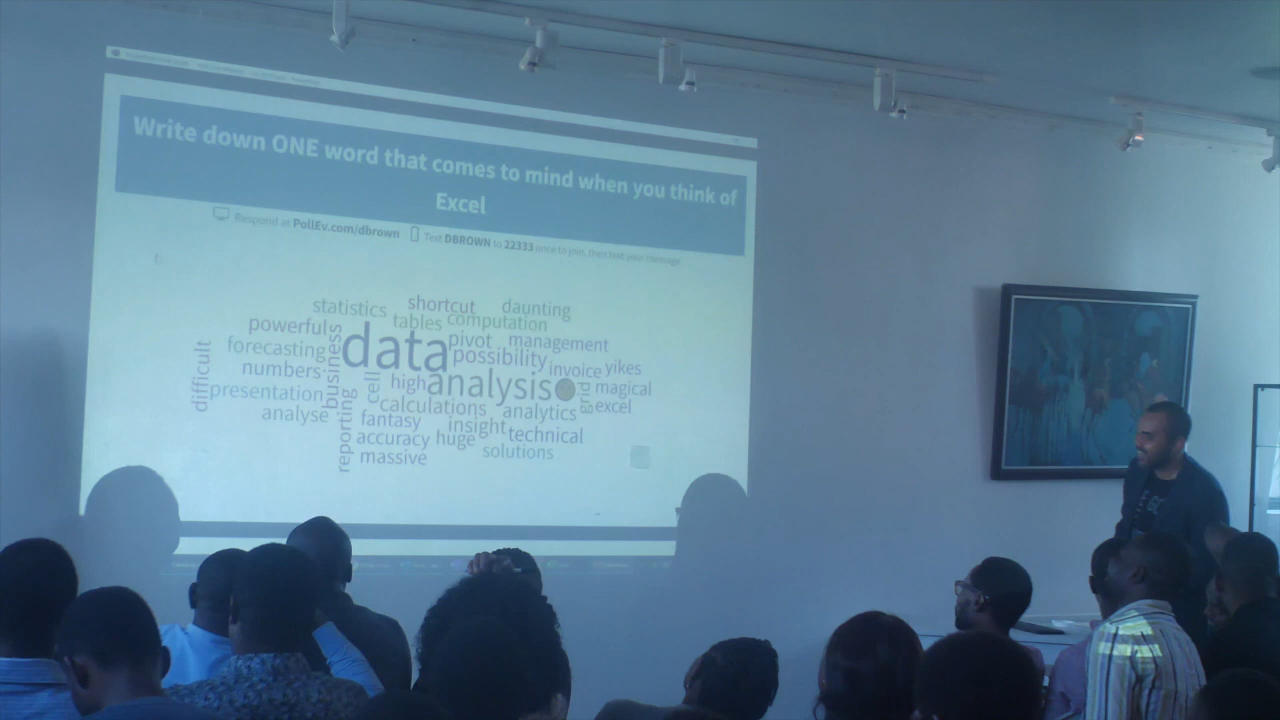 Write down ONE word that comes to mind when you think of
Excel
Respond at PollEv.com/dbrown Text DBROWN to 22333 once to join, then text your message
statistics shortcut daunting
powerful tables computation
data pivot management
forecasting business possibility
numbers invoice yikes
difficult cell high analysis grid magical
presentation calculations analytics excel
analyse reporting fantasy insight
accuracy huge technical
massive solutions